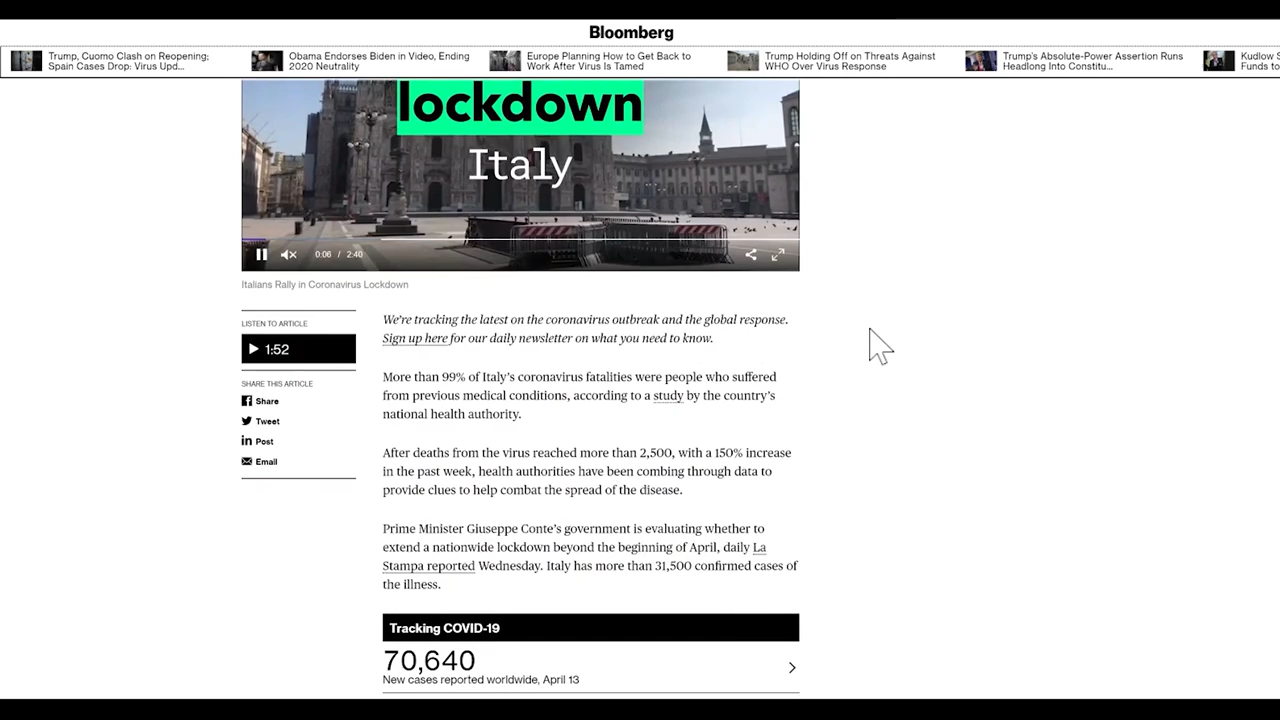 Bloomberg
Trump, Cuomo Clash on Reopening;
Spain Cases Drop: Virus Upd...
Obama Endorses Biden in Video, Ending
2020 Neutrality
Europe Planning How to Get Back to
Work After Virus Is Tamed
Trump Holding Off on Threats Against
WHO Over Virus Response
Trump's Absolute-Power Assertion Runs
Headlong Into Constitu...
Kudlow S
Funds to
lockdown
Italy
0:06 / 2:40
Italians Rally in Coronavirus Lockdown
LISTEN TO ARTICLE
1:52
SHARE THIS ARTICLE
Share
Tweet
Post
Email
We're tracking the latest on the coronavirus outbreak and the global response.
Sign up here for our daily newsletter on what you need to know.
More than 99% of Italy's coronavirus fatalities were people who suffered
from previous medical conditions, according to a study by the country's
national health authority.
After deaths from the virus reached more than 2,500, with a 150% increase
in the past week, health authorities have been combing through data to
provide clues to help combat the spread of the disease.
Prime Minister Giuseppe Conte's government is evaluating whether to
extend a nationwide lockdown beyond the beginning of April, daily La
Stampa reported Wednesday. Italy has more than 31,500 confirmed cases of
the illness.
Tracking COVID-19
70,640
New cases reported worldwide, April 13